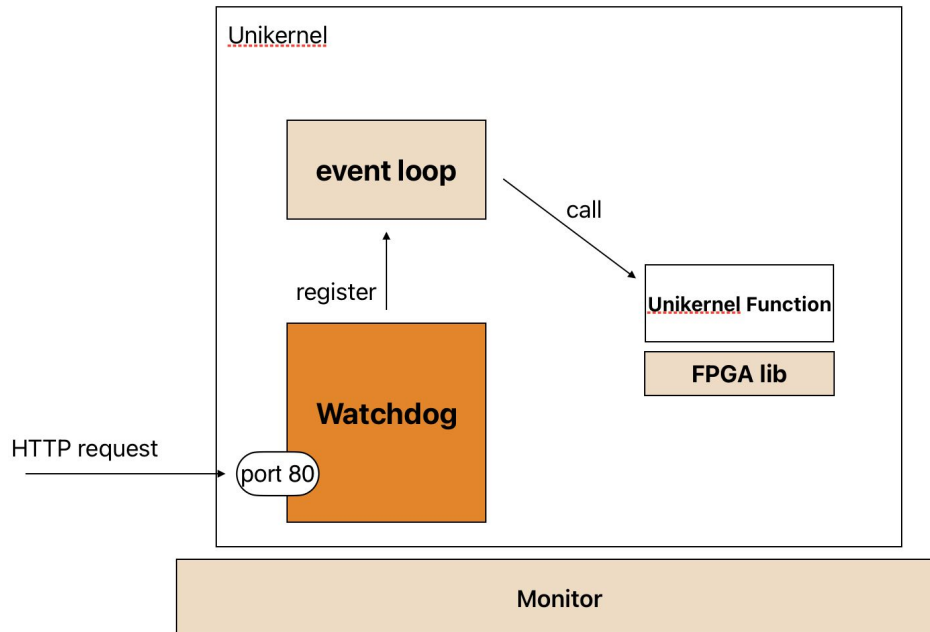 Unikernel
event loop
call
register
Unikernel Function
FPGA lib
Watchdog
HTTP request
port 80
Monitor